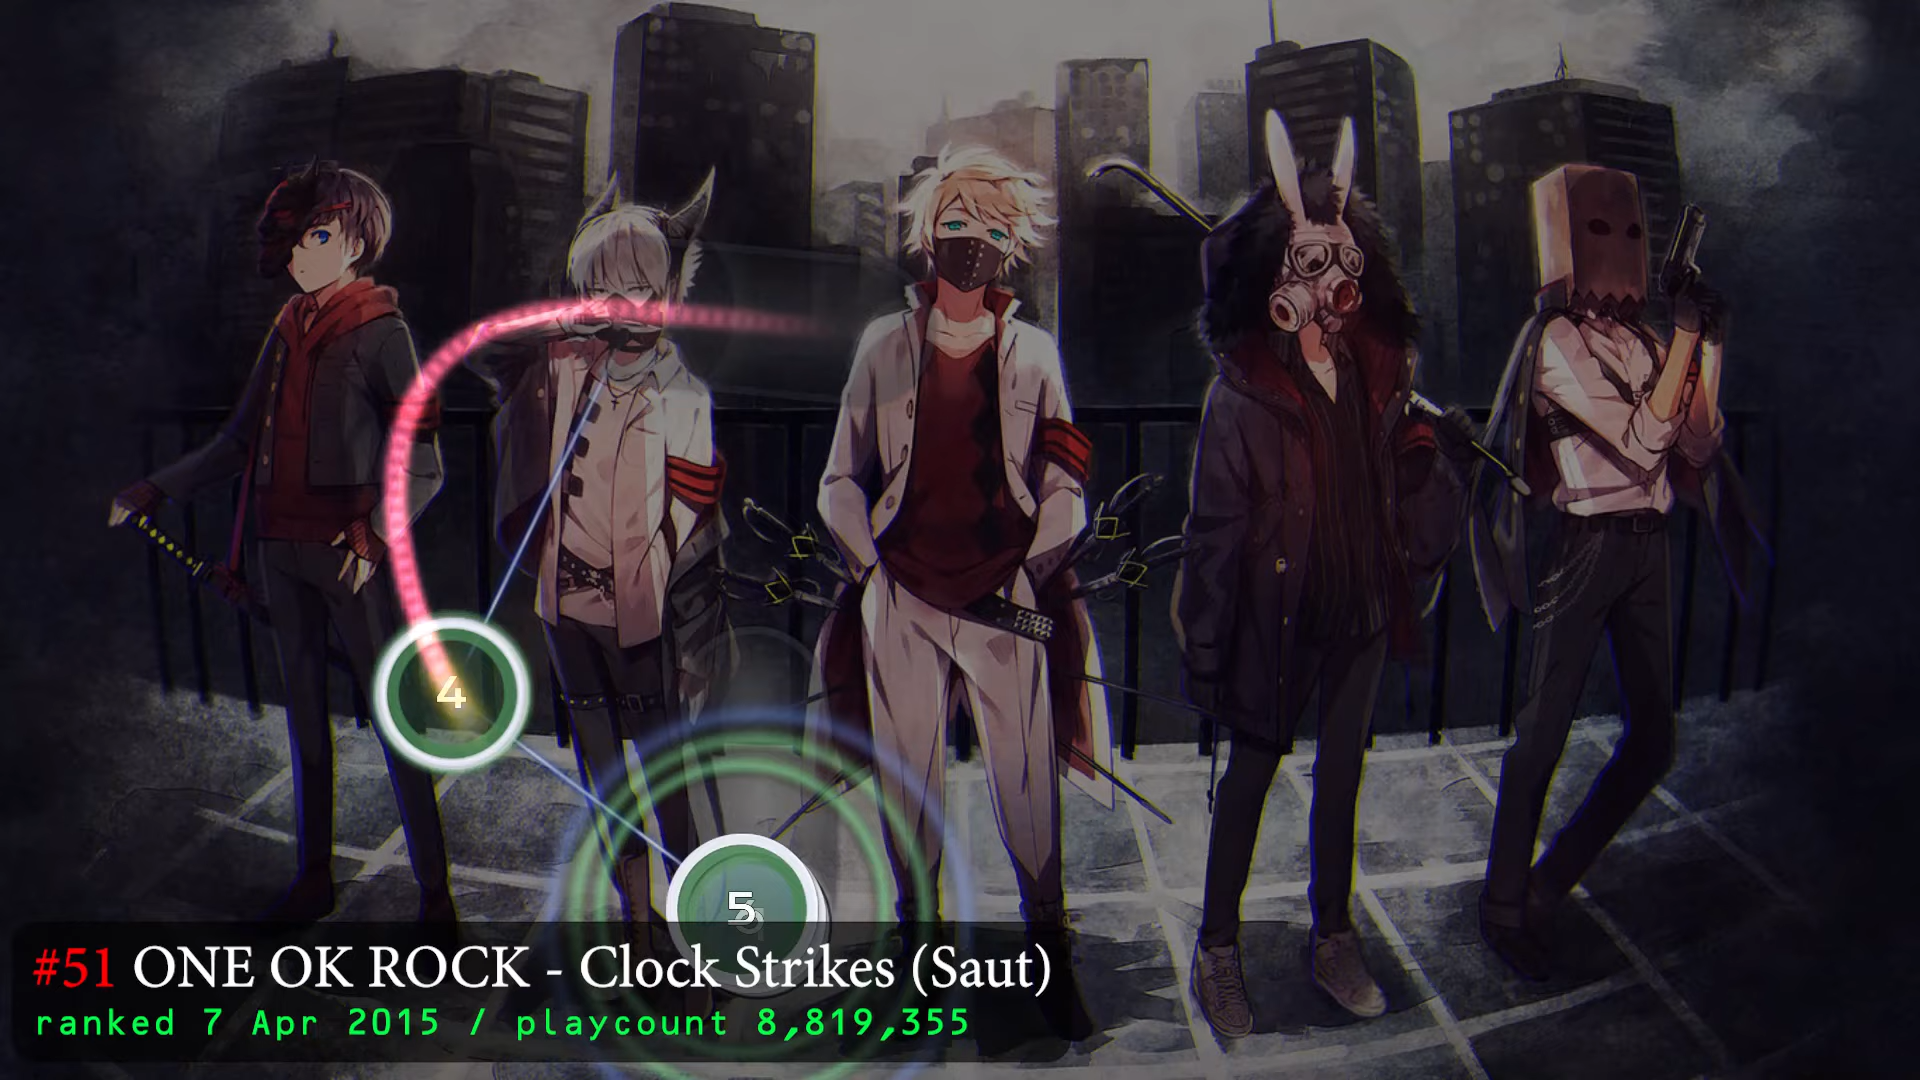 4
5
#51 ONE OK ROCK - Clock Strikes (Saut)
ranked 7 Apr 2015 / playcount 8,819,355